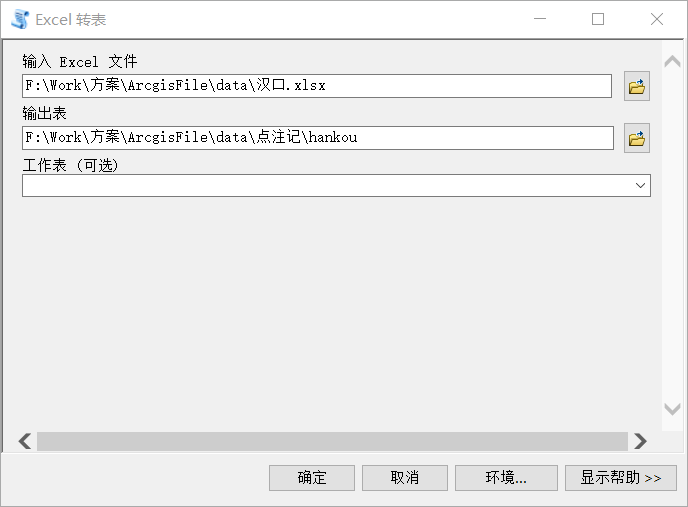 Excel 转表
输入 Excel 文件
F:\Work\方案\ArcgisFile\data\汉口.xlsx
输出表
F:\Work\方案\ArcgisFile\data\点注记\hankou
工作表 (可选)
确定
取消
环境...
显示帮助 >>